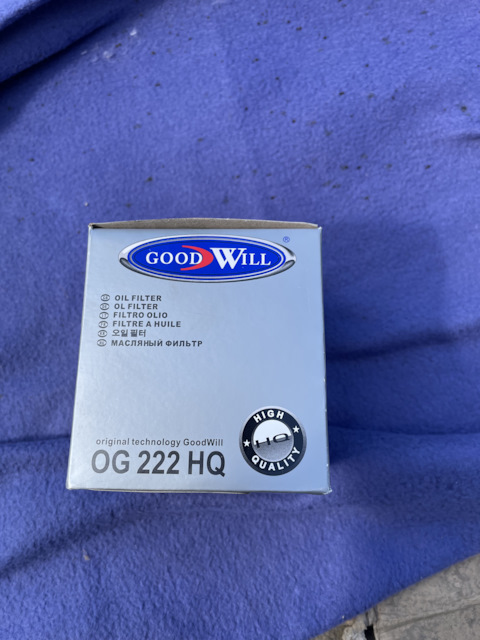 GOODWILL ®
OIL FILTER
OL FILTER
FILTRO OLIO
FILTRE A HUILE
오일 필터
МАСЛЯНЫЙ ФИЛЬТР
HIGH
HQ
QUALITY
original technology GoodWill
OG 222 HQ